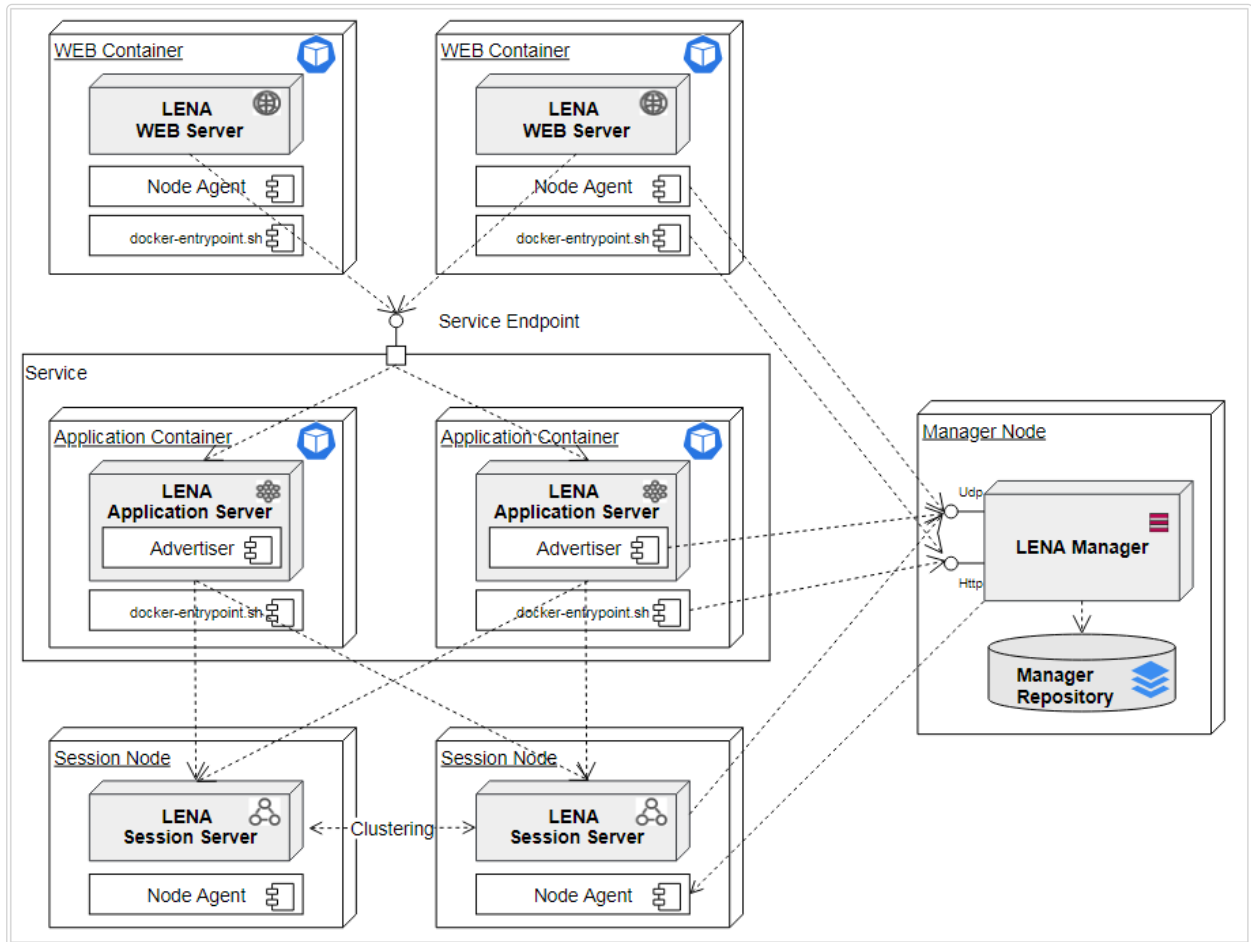 WEB Container
LENA
WEB Server
Node Agent
docker-entrypoint.sh
WEB Container
LENA
WEB Server
Node Agent
docker-entrypoint.sh
Service Endpoint
Service
Application Container
LENA
Application Server
Advertiser
docker-entrypoint.sh
Application Container
LENA
Application Server
Advertiser
docker-entrypoint.sh
Manager Node
Udp
Http
LENA Manager
Manager
Repository
Session Node
LENA
Session Server
Node Agent
Clustering
Session Node
LENA
Session Server
Node Agent